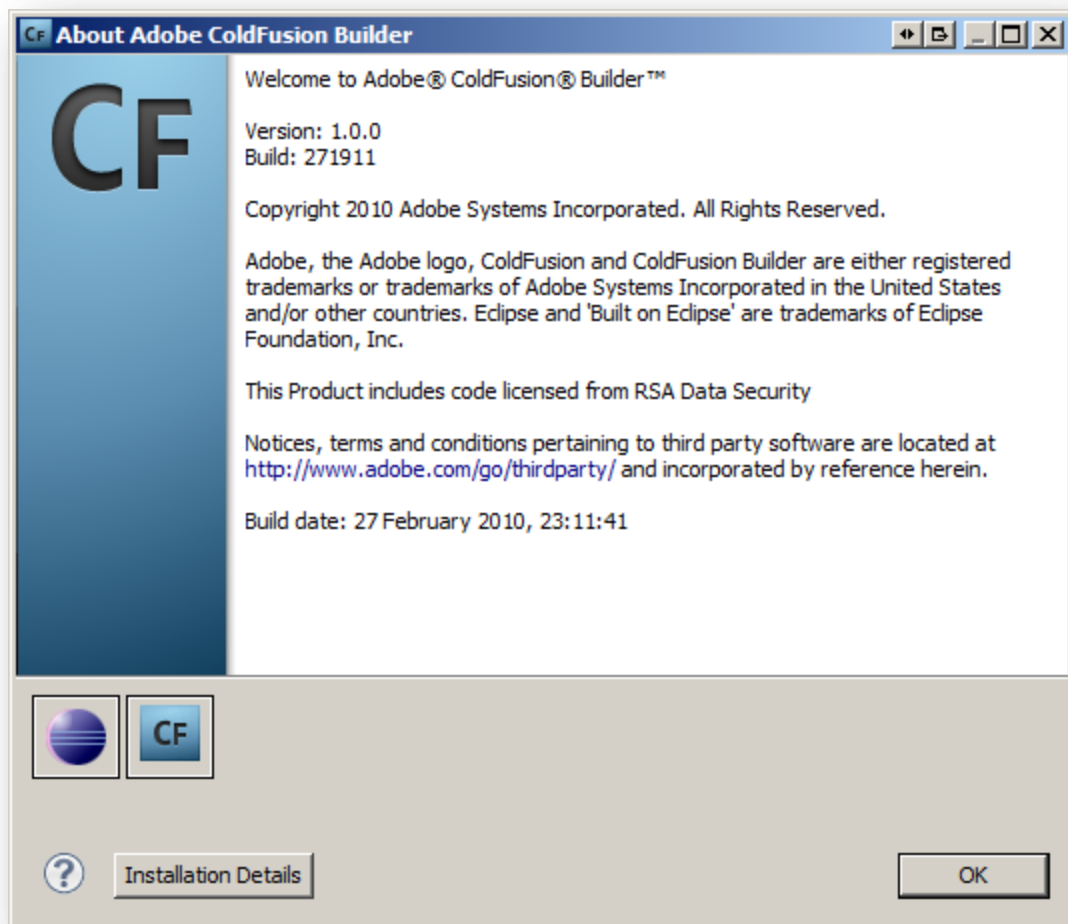 CF About Adobe ColdFusion Builder
CF
Welcome to Adobe® ColdFusion® Builder™
Version: 1.0.0
Build: 271911
Copyright 2010 Adobe Systems Incorporated. All Rights Reserved.
Adobe, the Adobe logo, ColdFusion and ColdFusion Builder are either registered
trademarks or trademarks of Adobe Systems Incorporated in the United States
and/or other countries. Eclipse and 'Built on Eclipse' are trademarks of Eclipse
Foundation, Inc.
This Product includes code licensed from RSA Data Security
Notices, terms and conditions pertaining to third party software are located at
http://www.adobe.com/go/thirdparty/ and incorporated by reference herein.
Build date: 27 February 2010, 23:11:41
CF
? Installation Details
OK